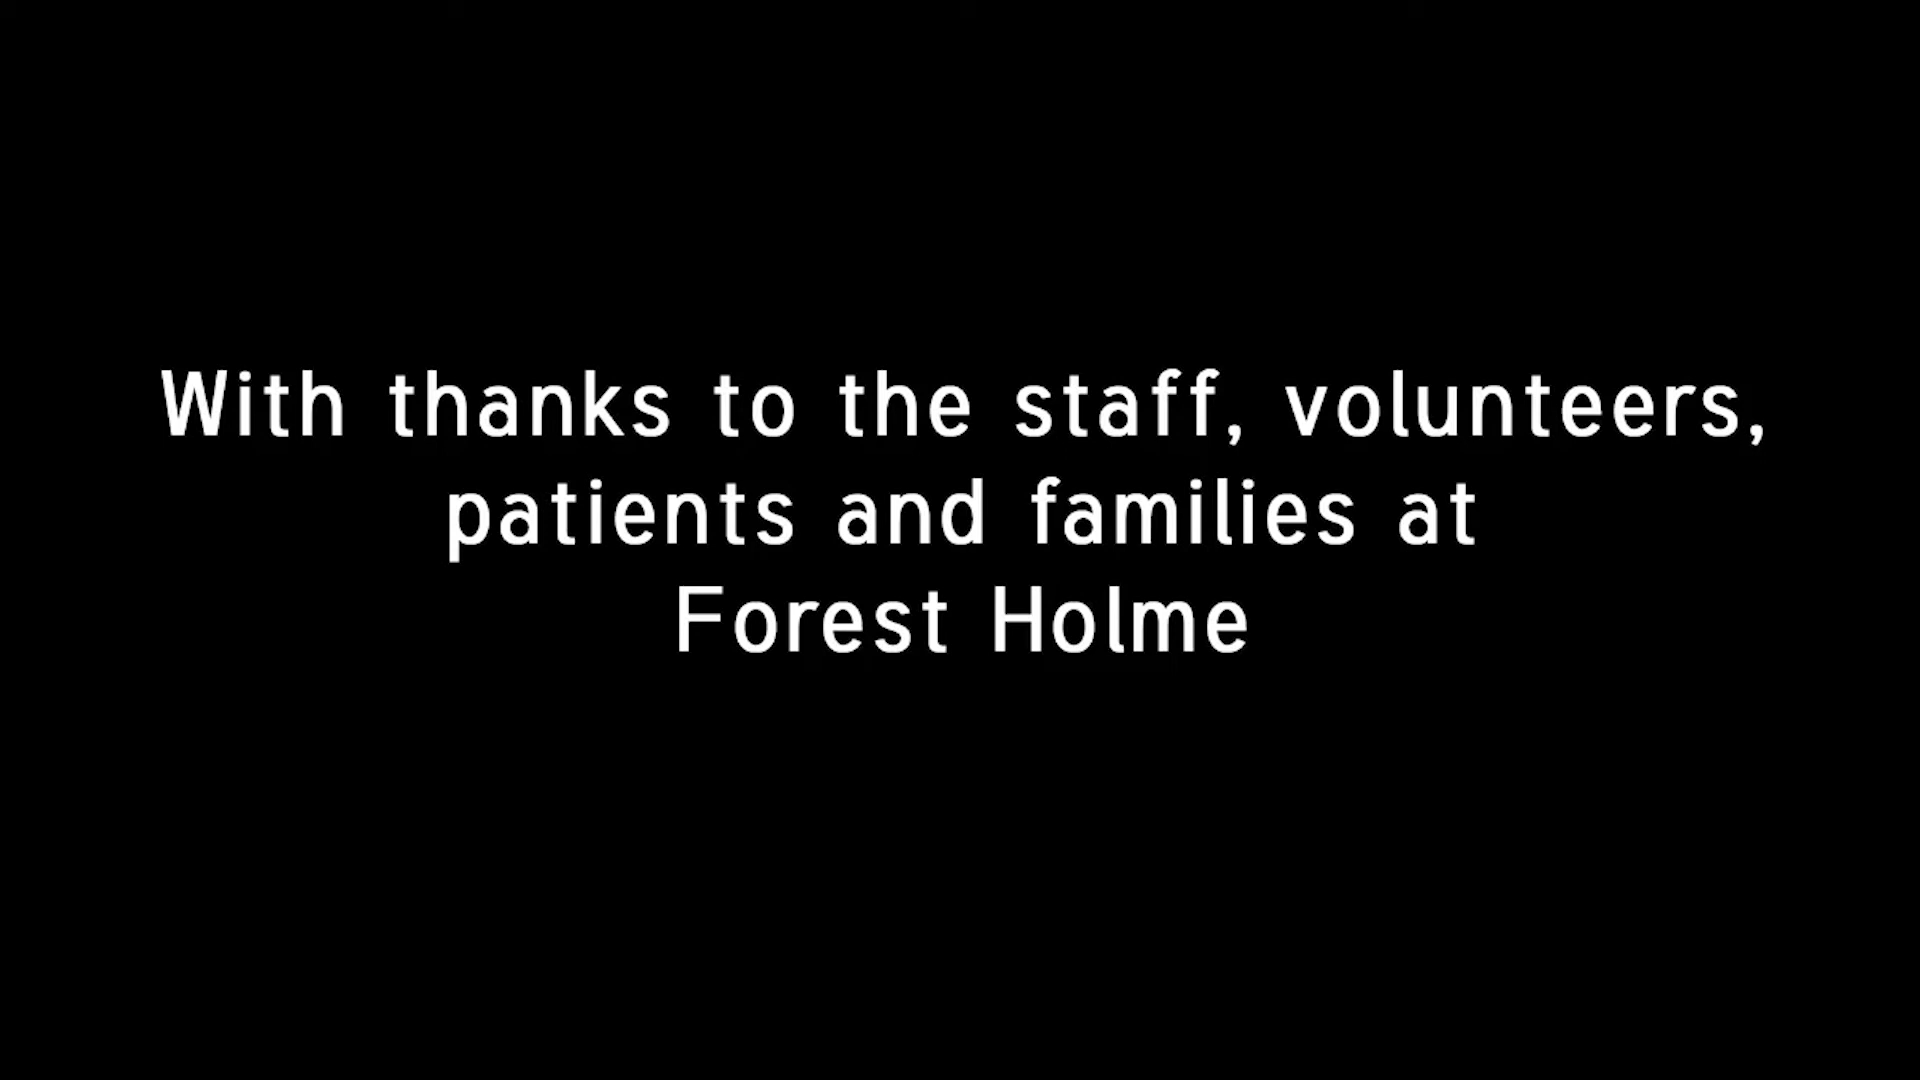 With thanks to the staff, volunteers,
patients and families at
Forest Holme